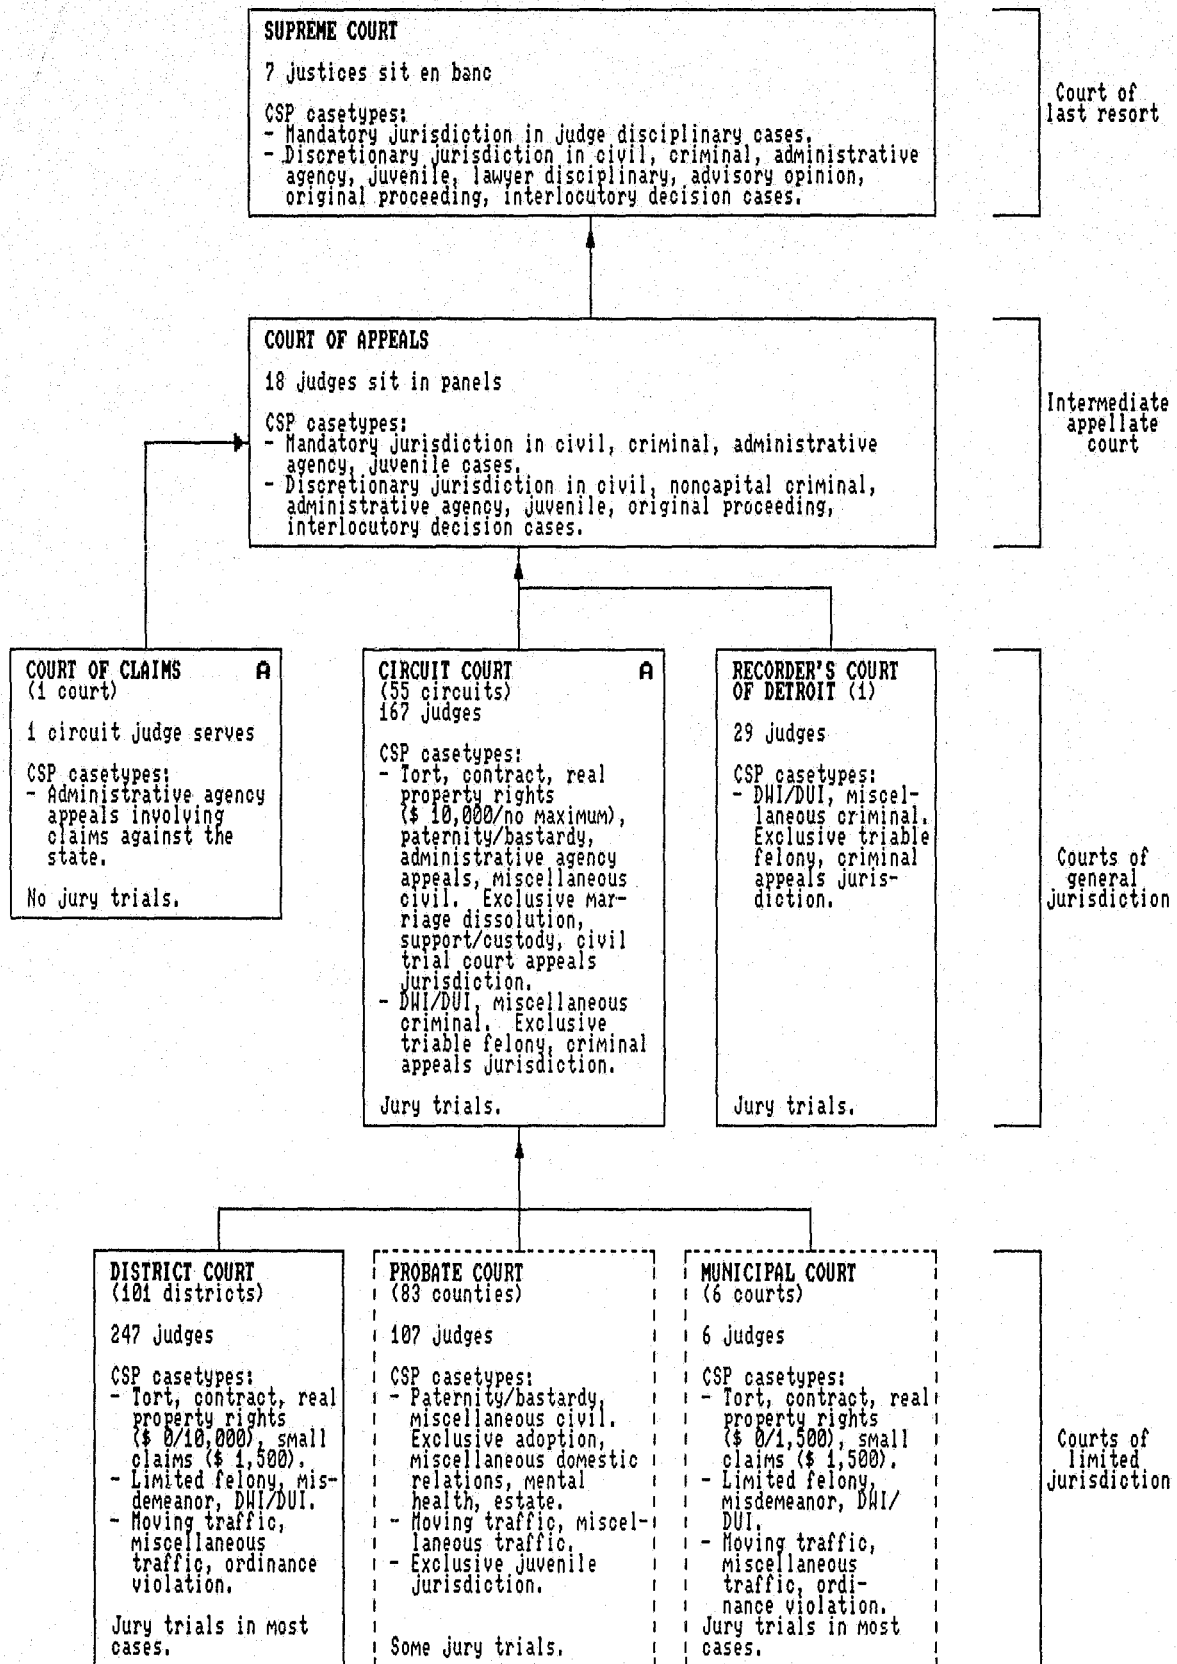 SUPREME COURT
7 justices sit en banc
CSP casetypes:
- Mandatory jurisdiction in judge disciplinary cases.
- Discretionary jurisdiction in civil, criminal, administrative
agency, juvenile, lawyer disciplinary, advisory opinion,
original proceeding, interlocutory decision cases.
Court of
last resort
COURT OF APPEALS
18 judges sit in panels
CSP casetypes:
- Mandatory jurisdiction in civil, criminal, administrative
agency, juvenile cases.
- Discretionary jurisdiction in civil, noncapital criminal,
administrative agency, juvenile, original proceeding,
interlocutory decision cases.
Intermediate
appellate
court
COURT OF CLAIMS A
(1 court)
1 circuit judge serves
CSP casetypes:
- Administrative agency
appeals involving
claims against the
state.
No jury trials.
CIRCUIT COURT A
(55 circuits)
167 judges
CSP casetypes:
- Tort, contract, real
property rights
($ 10,000/no maximum),
paternity/bastardy,
administrative agency
appeals, miscellaneous
civil. Exclusive mar-
riage dissolution,
support/custody, civil
trial court appeals
jurisdiction.
- DWI/DUI, miscellaneous
criminal. Exclusive
triable felony, criminal
appeals jurisdiction.
Jury trials.
RECORDER'S COURT
OF DETROIT (1)
29 judges
CSP casetypes:
- DWI/DUI, miscel-
laneous criminal.
Exclusive triable
felony, criminal
appeals juris-
diction.
Jury trials.
Courts of
general
jurisdiction
DISTRICT COURT
(101 districts)
247 judges
CSP casetypes:
- Tort, contract, real
property rights
($ 0/10,000), small
claims ($ 1,500).
- Limited felony, mis-
demeanor, DWI/DUI.
- Moving traffic,
miscellaneous
traffic, ordinance
violation.
Jury trials in most
cases.
PROBATE COURT
(83 counties)
107 judges
CSP casetypes:
- Paternity/bastardy,
miscellaneous civil.
Exclusive adoption,
miscellaneous domestic
relations, mental
health, estate.
- Moving traffic, miscel-
laneous traffic.
- Exclusive juvenile
jurisdiction.
Some jury trials.
MUNICIPAL COURT
(6 courts)
6 judges
CSP casetypes:
- Tort, contract, real
property rights
($ 0/1,500), small
claims ($ 1,500).
- Limited felony,
misdemeanor, DWI/
DUI.
- Moving traffic,
miscellaneous
traffic, ordi-
nance violation.
Jury trials in most
cases.
Courts of
limited
jurisdiction